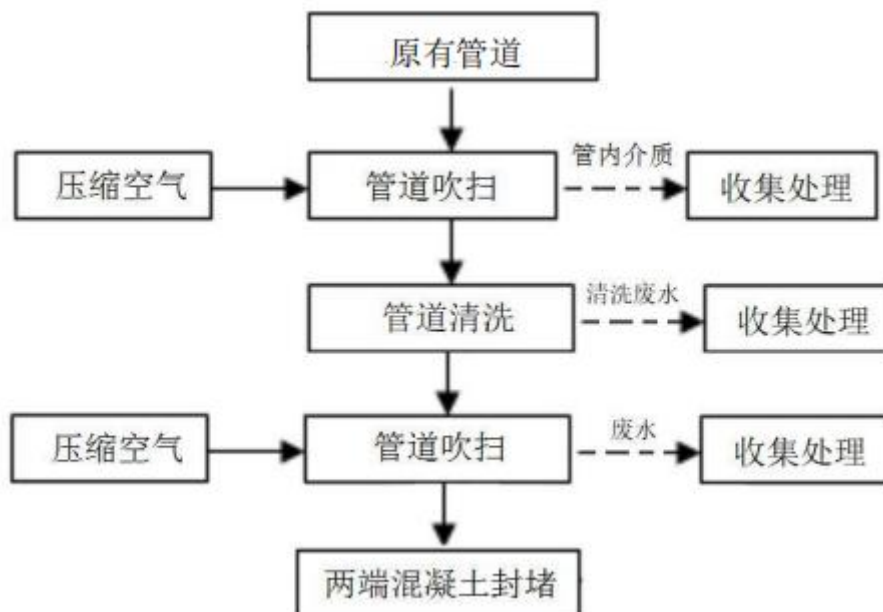 原有管道
压缩空气
管道吹扫
管内介质
收集处理
管道清洗
清洗废水
收集处理
压缩空气
管道吹扫
废水
收集处理
两端混凝土封堵